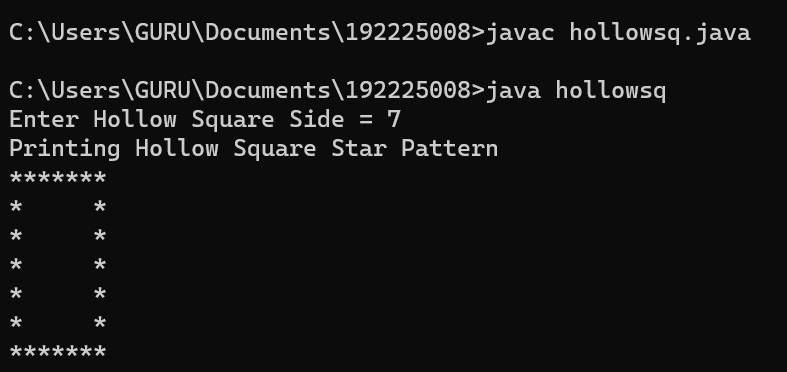 C:\Users\GURU\Documents\192225008>javac hollowsq.java
C:\Users\GURU\Documents\192225008>java hollowsq
Enter Hollow Square Side = 7
Printing Hollow Square Star Pattern
*******
*     *
*     *
*     *
*     *
*     *
*******